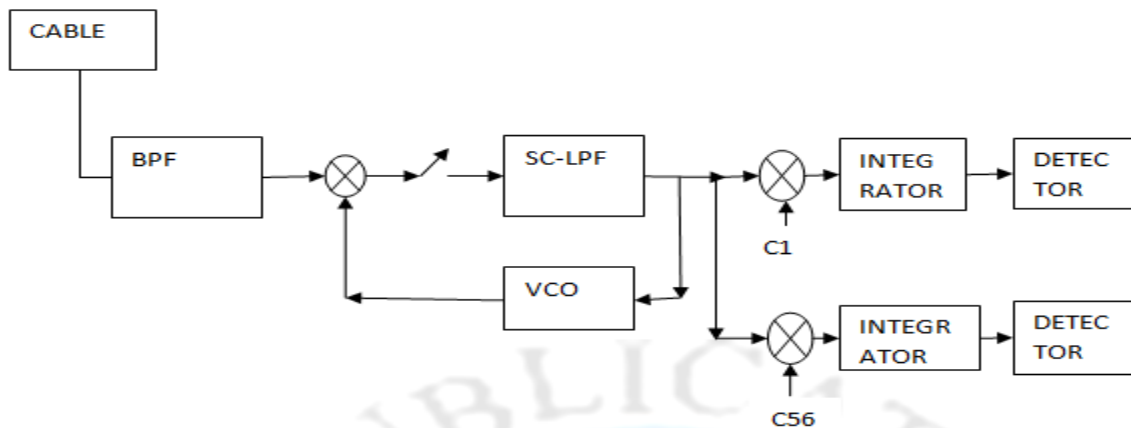 CABLE
BPF
SC-LPF
INTEG
RATOR
DETEC
TOR
C1
VCO
INTEGR
ATOR
DETEC
TOR
C56